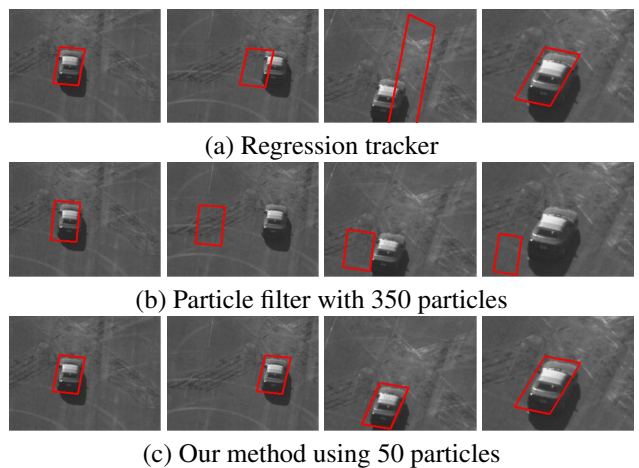 (a) Regression tracker
(b) Particle filter with 350 particles
(c) Our method using 50 particles